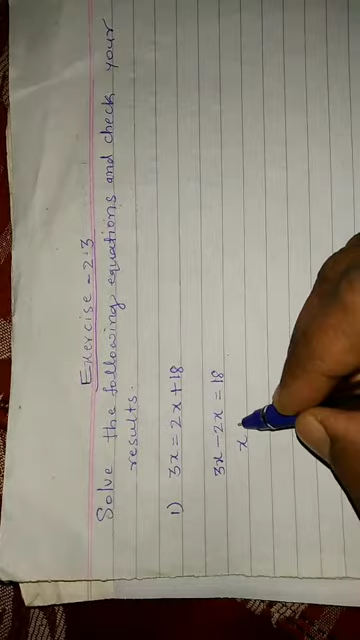 Exercise - 2.3
Solve the following equations and check your
results.
1) 3x = 2x + 18
3x - 2x = 18
x